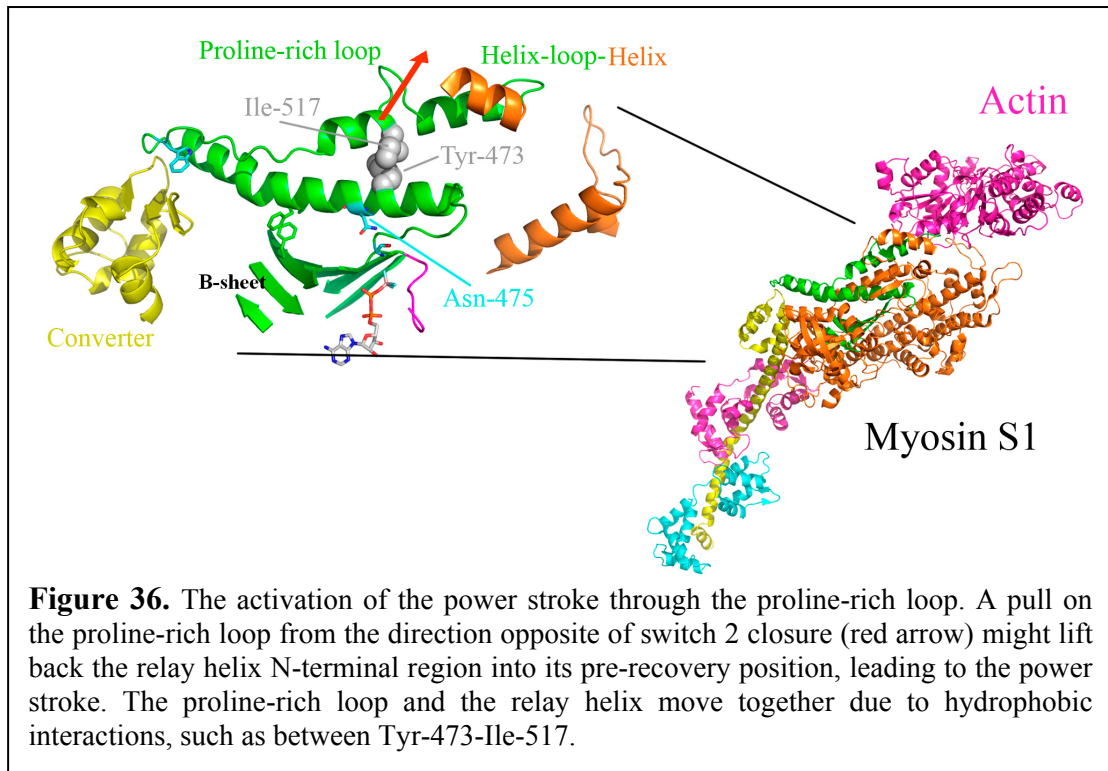 Proline-rich loop
Helix-loop-Helix
Ile-517
Tyr-473
Actin
B-sheet
Asn-475
Converter
Myosin S1
Figure 36. The activation of the power stroke through the proline-rich loop. A pull on
the proline-rich loop from the direction opposite of switch 2 closure (red arrow) might lift
back the relay helix N-terminal region into its pre-recovery position, leading to the power
stroke. The proline-rich loop and the relay helix move together due to hydrophobic
interactions, such as between Tyr-473-Ile-517.